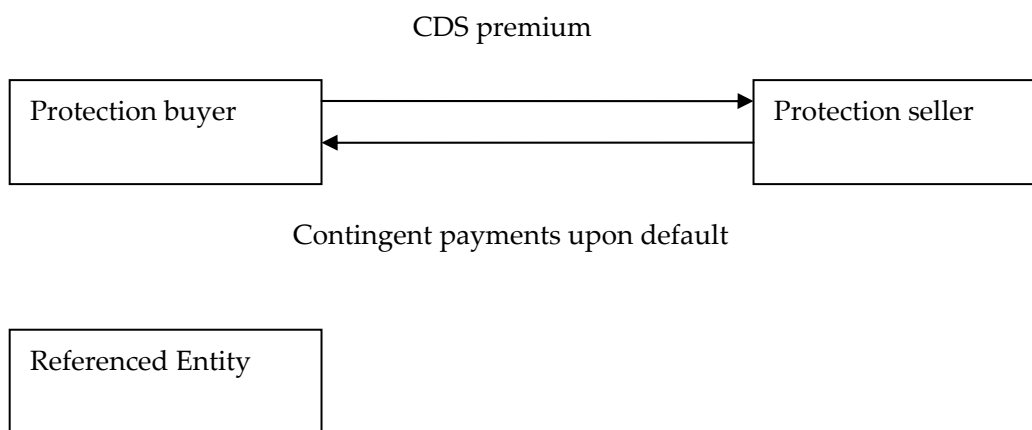 CDS premium
Protection buyer
Protection seller
Contingent payments upon default
Referenced Entity